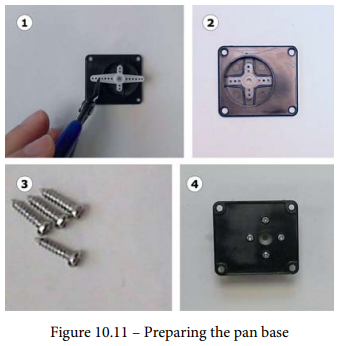 1
2
3
4
Figure 10.11 – Preparing the pan base